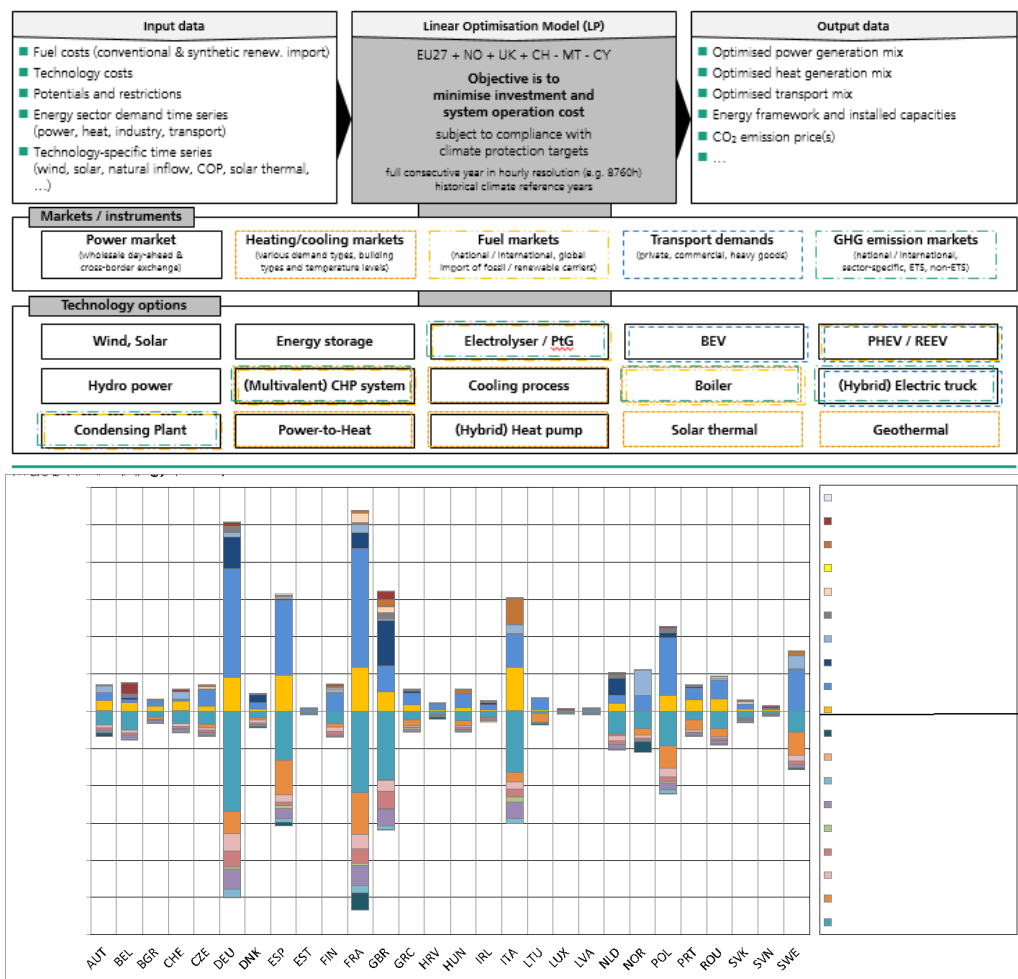 Input data
Fuel costs (conventional & synthetic renew. import)
Technology costs
Potentials and restrictions
Energy sector demand time series
(power, heat, industry, transport)
Technology-specific time series
(wind, solar, natural inflow, COP, solar thermal,
…)
Linear Optimisation Model (LP)
EU27 + NO + UK + CH - MT - CY
Objective is to
minimise investment and
system operation cost
subject to compliance with
climate protection targets
full consecutive year in hourly resolution (e.g. 8760h)
historical climate reference years
Output data
Optimised power generation mix
Optimised heat generation mix
Optimised transport mix
Energy framework and installed capacities
CO₂ emission price(s)
…
Markets / instruments
Power market
(wholesale day-ahead &
cross-border exchange)
Heating/cooling markets
(various demand types, building
types and temperature levels)
Fuel markets
(national / international, global
import of fossil / renewable carriers)
Transport demands
(private, commercial, heavy goods)
GHG emission markets
(national / international,
sector-specific, ETS, non-ETS)
Technology options
Wind, Solar
Energy storage
Electrolyser / PtG
BEV
PHEV / REEV
Hydro power
(Multivalent) CHP system
Cooling process
Boiler
(Hybrid) Electric truck
Condensing Plant
Power-to-Heat
(Hybrid) Heat pump
Solar thermal
Geothermal
AUT BEL BGR CHE CZE DEU DNK ESP EST FIN FRA GBR GRC HRV HUN IRL ITA LTU LUX LVA NLD NOR POL PRT ROU SVK SVN SWE